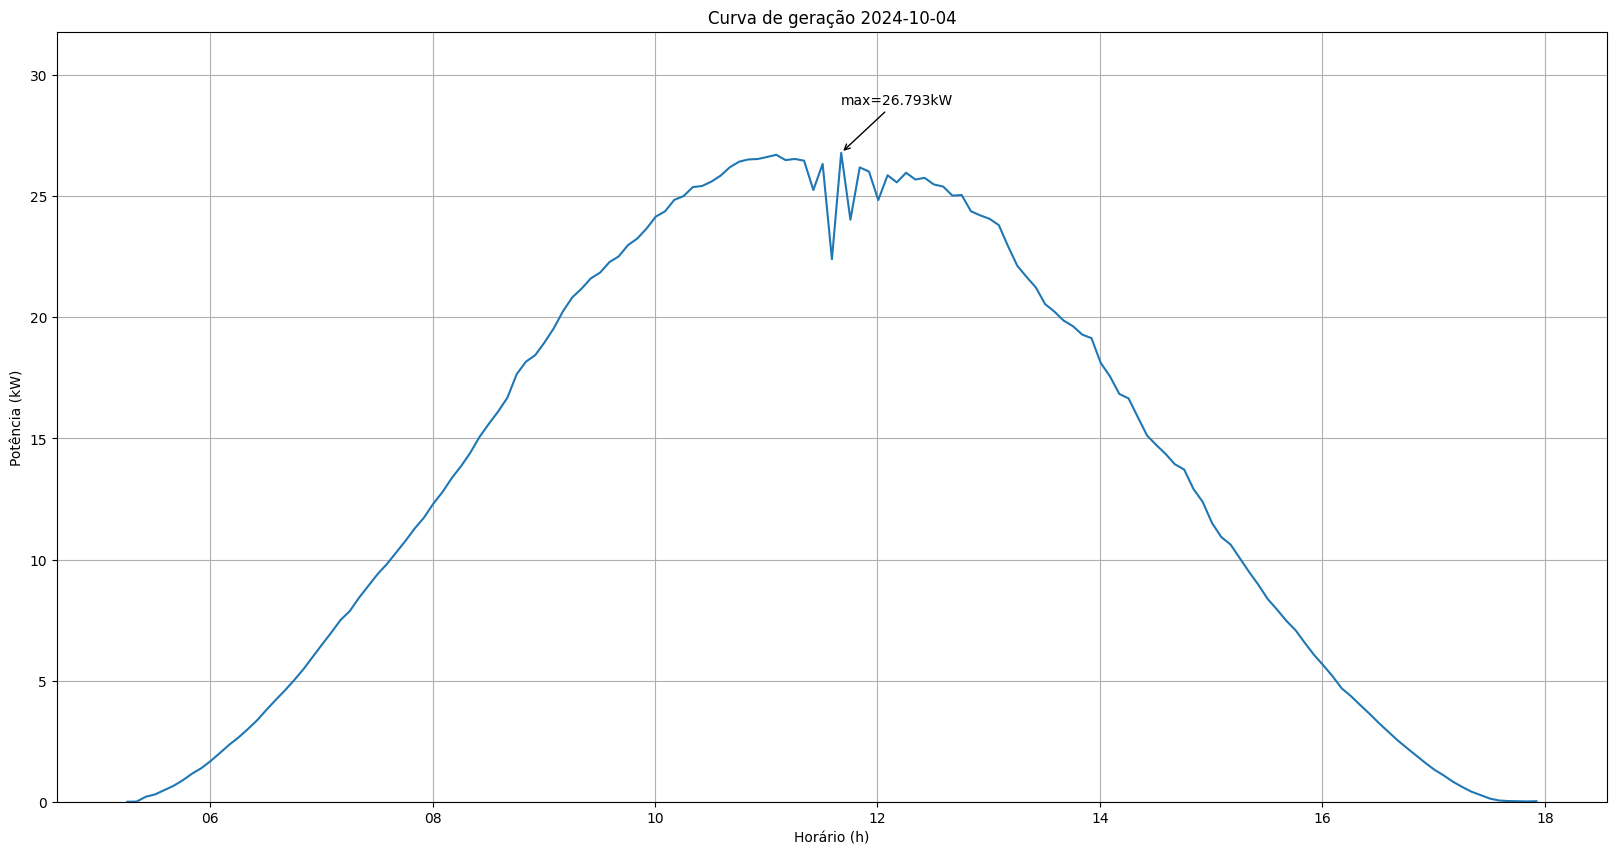 Curva de geração 2024-10-04
30
max=26.793kW
25
20
15
Potência (kW)
10
5
0
06 08 10 12 14 16 18
Horário (h)